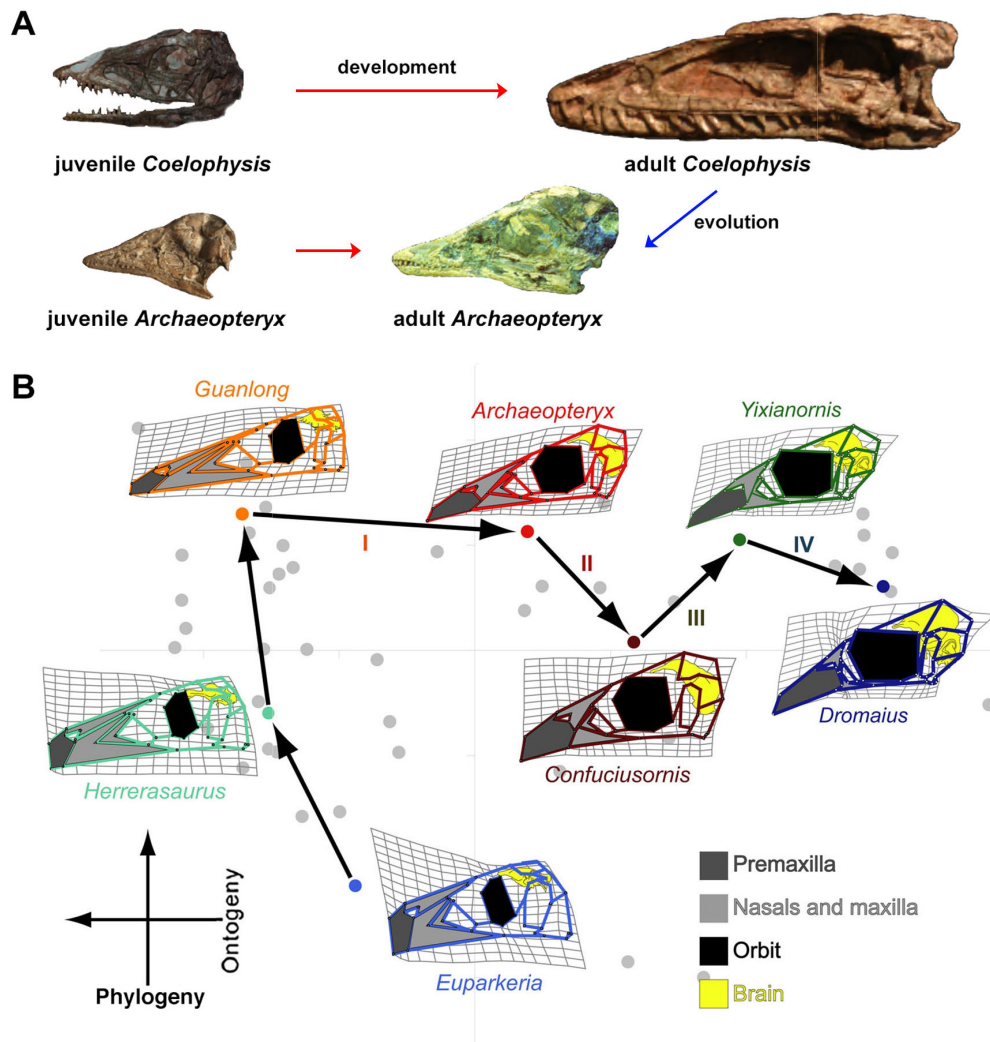 A
development
juvenile Coelophysis
adult Coelophysis
evolution
juvenile Archaeopteryx
adult Archaeopteryx
B
Guanlong
Archaeopteryx
Yixianornis
I
II
III
IV
Herrerasaurus
Confuciusornis
Dromaius
Euparkeria
Ontogeny
Phylogeny
Premaxilla
Nasals and maxilla
Orbit
Brain